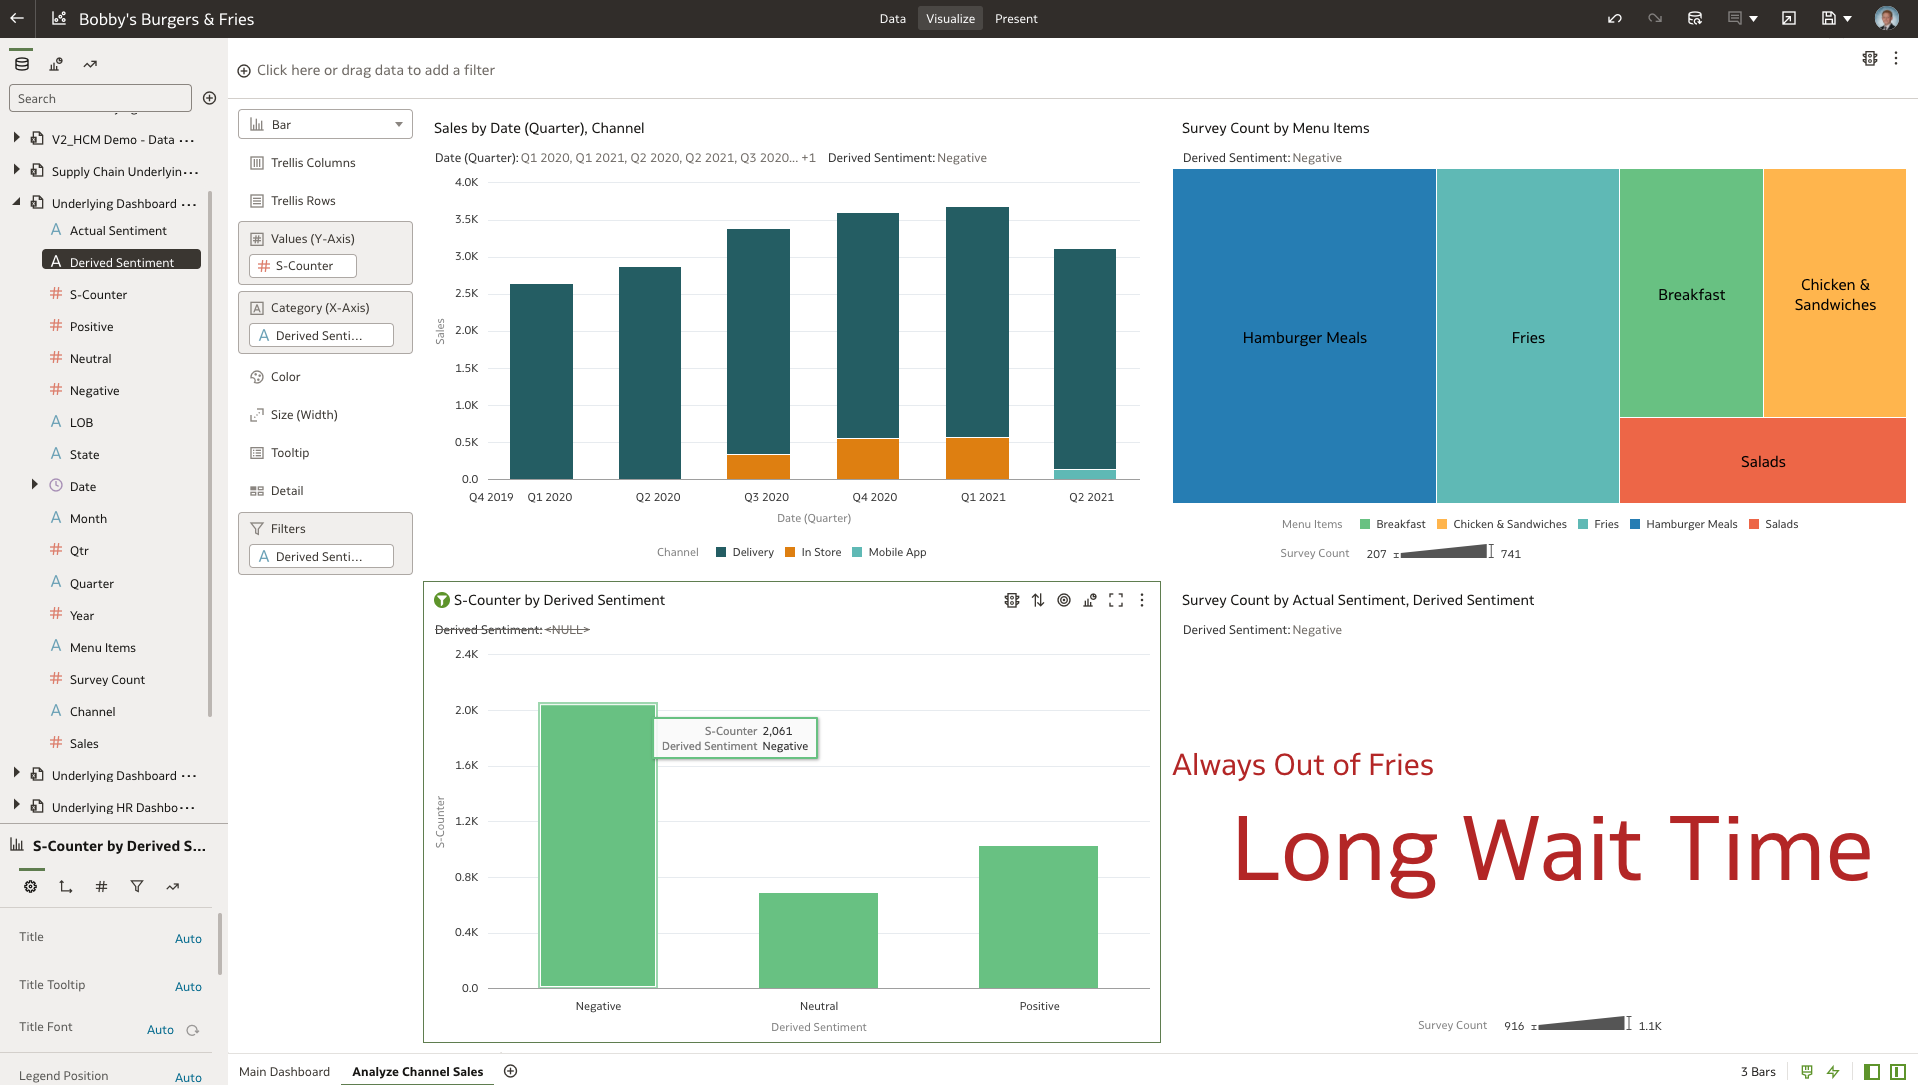 Bobby's Burgers & Fries
Data
Visualize
Present
Search
V2_HCM Demo - Data ...
Supply Chain Underlyin...
Underlying Dashboard ...
Actual Sentiment
Derived Sentiment
S-Counter
Positive
Neutral
Negative
LOB
State
Date
Month
Qtr
Quarter
Year
Menu Items
Survey Count
Channel
Sales
Underlying Dashboard ...
Underlying HR Dashbo...
S-Counter by Derived S...
Title
Auto
Title Tooltip
Auto
Title Font
Auto
Legend Position
Auto
Click here or drag data to add a filter
Bar
Trellis Columns
Trellis Rows
Values (Y-Axis)
S-Counter
Category (X-Axis)
Derived Senti...
Color
Size (Width)
Tooltip
Detail
Filters
Derived Senti...
Sales by Date (Quarter), Channel
Date (Quarter): Q1 2020, Q1 2021, Q2 2020, Q2 2021, Q3 2020... +1 Derived Sentiment: Negative
4.0K
3.5K
3.0K
2.5K
2.0K
1.5K
1.0K
0.5K
0.0
Sales
Q4 2019 Q1 2020 Q2 2020 Q3 2020 Q4 2020 Q1 2021 Q2 2021
Date (Quarter)
Channel Delivery In Store Mobile App
Survey Count by Menu Items
Derived Sentiment: Negative
Hamburger Meals
Fries
Breakfast
Chicken &
Sandwiches
Salads
Menu Items Breakfast Chicken & Sandwiches Fries Hamburger Meals Salads
Survey Count 207 741
S-Counter by Derived Sentiment
Derived Sentiment: <NULL>
2.4K
2.0K
1.6K
1.2K
0.8K
0.4K
0.0
S-Counter
S-Counter 2,061
Derived Sentiment Negative
Negative Neutral Positive
Derived Sentiment
Survey Count by Actual Sentiment, Derived Sentiment
Derived Sentiment: Negative
Always Out of Fries
Long Wait Time
Survey Count 916 1.1K
Main Dashboard
Analyze Channel Sales
3 Bars